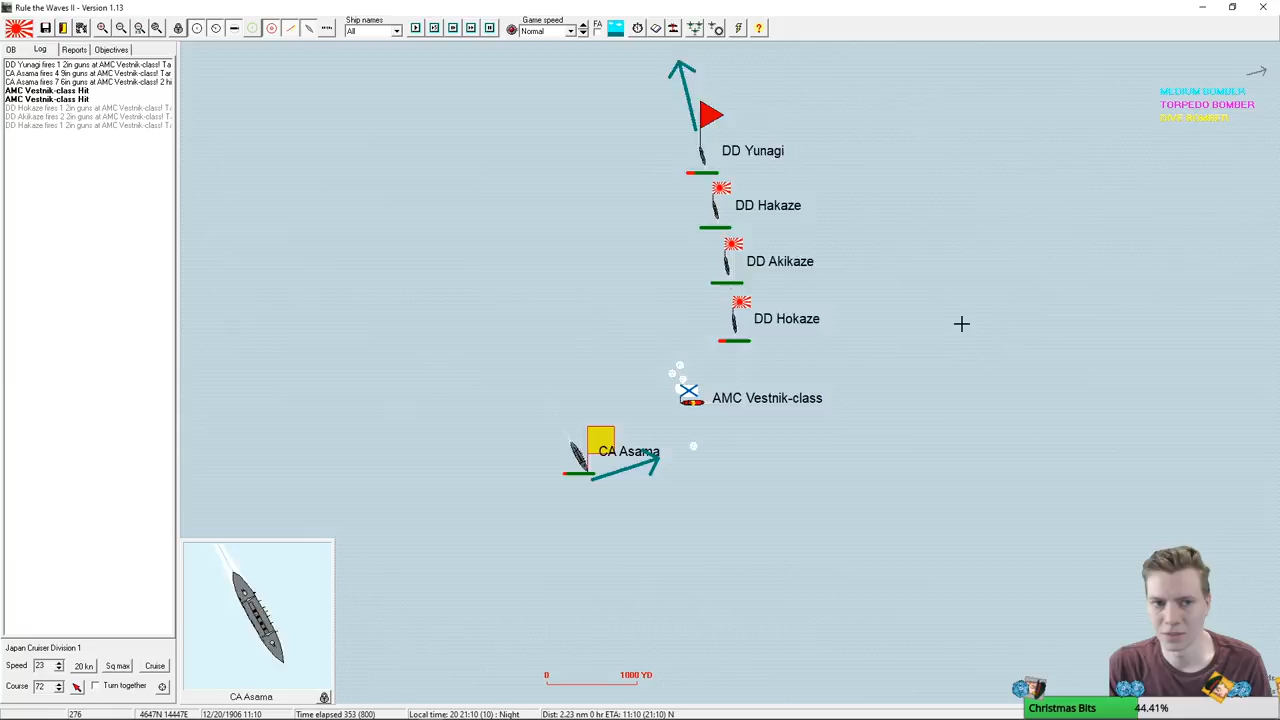 Rule the Waves II - Version 1.13
Ship names
All
Game speed
Normal
FA
OB
Log
Reports
Objectives
DD Yunagi fires 1 2in guns at AMC Vestnik-class! Ta
CA Asama fires 4 9in guns at AMC Vestnik-class! Tar
CA Asama fires 7 6in guns at AMC Vestnik-class! 2 hi
AMC Vestnik-class Hit
AMC Vestnik-class Hit
DD Hokaze fires 1 2in guns at AMC Vestnik-class! Ta
DD Akikaze fires 2 2in guns at AMC Vestnik-class! T
DD Hakaze fires 1 2in guns at AMC Vestnik-class! Ta
MEDIUM BOMBER
TORPEDO BOMBER
DIVE BOMBER
DD Yunagi
DD Hakaze
DD Akikaze
DD Hokaze
AMC Vestnik-class
CA Asama
0 1000 YD
CA Asama
Japan Cruiser Division 1
Speed 23 20 kn Sq max Cruise
Course 72 Turn together
276
4647N 14447E
12/20/1906 11:10
Time elapsed 353 (800)
Local time: 20 21:10 (10) : Night
Dist: 2.23 nm 0 hr ETA: 11:10 (21:10) N
Christmas Bits 44.41%